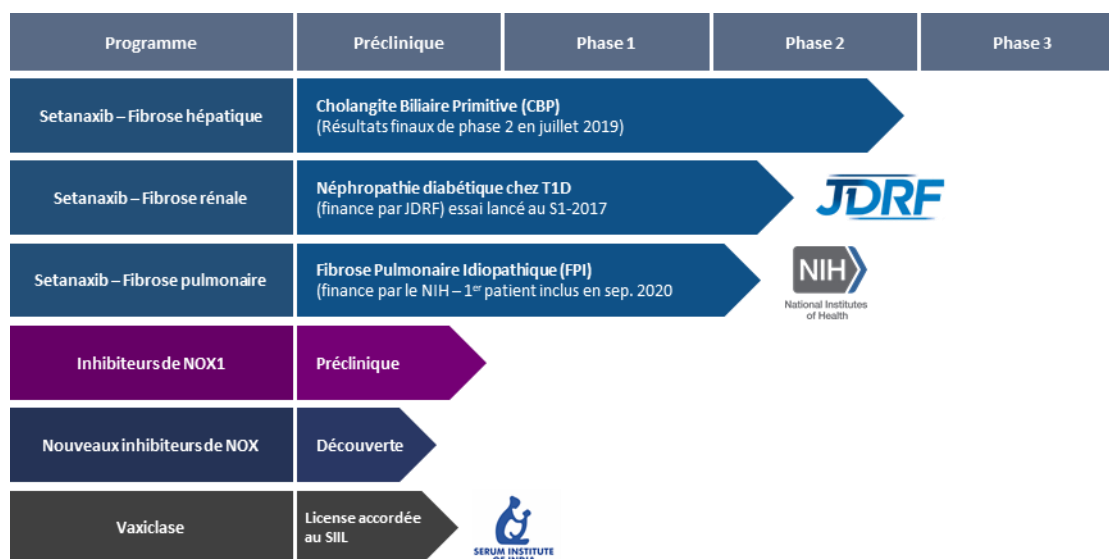 Programme
Préclinique
Phase 1
Phase 2
Phase 3
Setanaxib – Fibrose hépatique
Cholangite Biliaire Primitive (CBP)
(Résultats finaux de phase 2 en juillet 2019)
Setanaxib – Fibrose rénale
Néphropathie diabétique chez T1D
(finance par JDRF) essai lancé au S1-2017
JDRF
Setanaxib – Fibrose pulmonaire
Fibrose Pulmonaire Idiopathique (FPI)
(finance par le NIH – 1er patient inclus en sep. 2020
NIH
National Institutes
of Health
Inhibiteurs de NOX1
Préclinique
Nouveaux inhibiteurs de NOX
Découverte
Vaxiclase
License accordée
au SIIL
SERUM INSTITUTE
OF INDIA